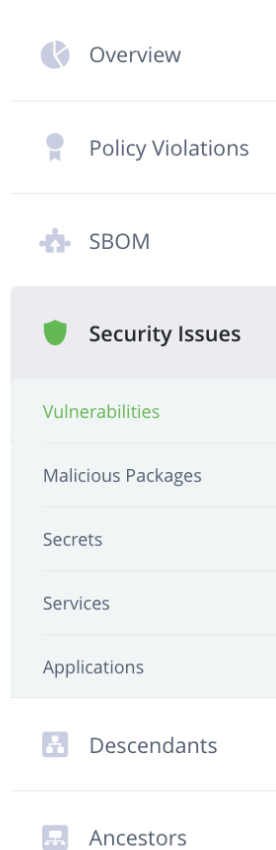 Overview
Policy Violations
SBOM
Security Issues
Vulnerabilities
Malicious Packages
Secrets
Services
Applications
Descendants
Ancestors